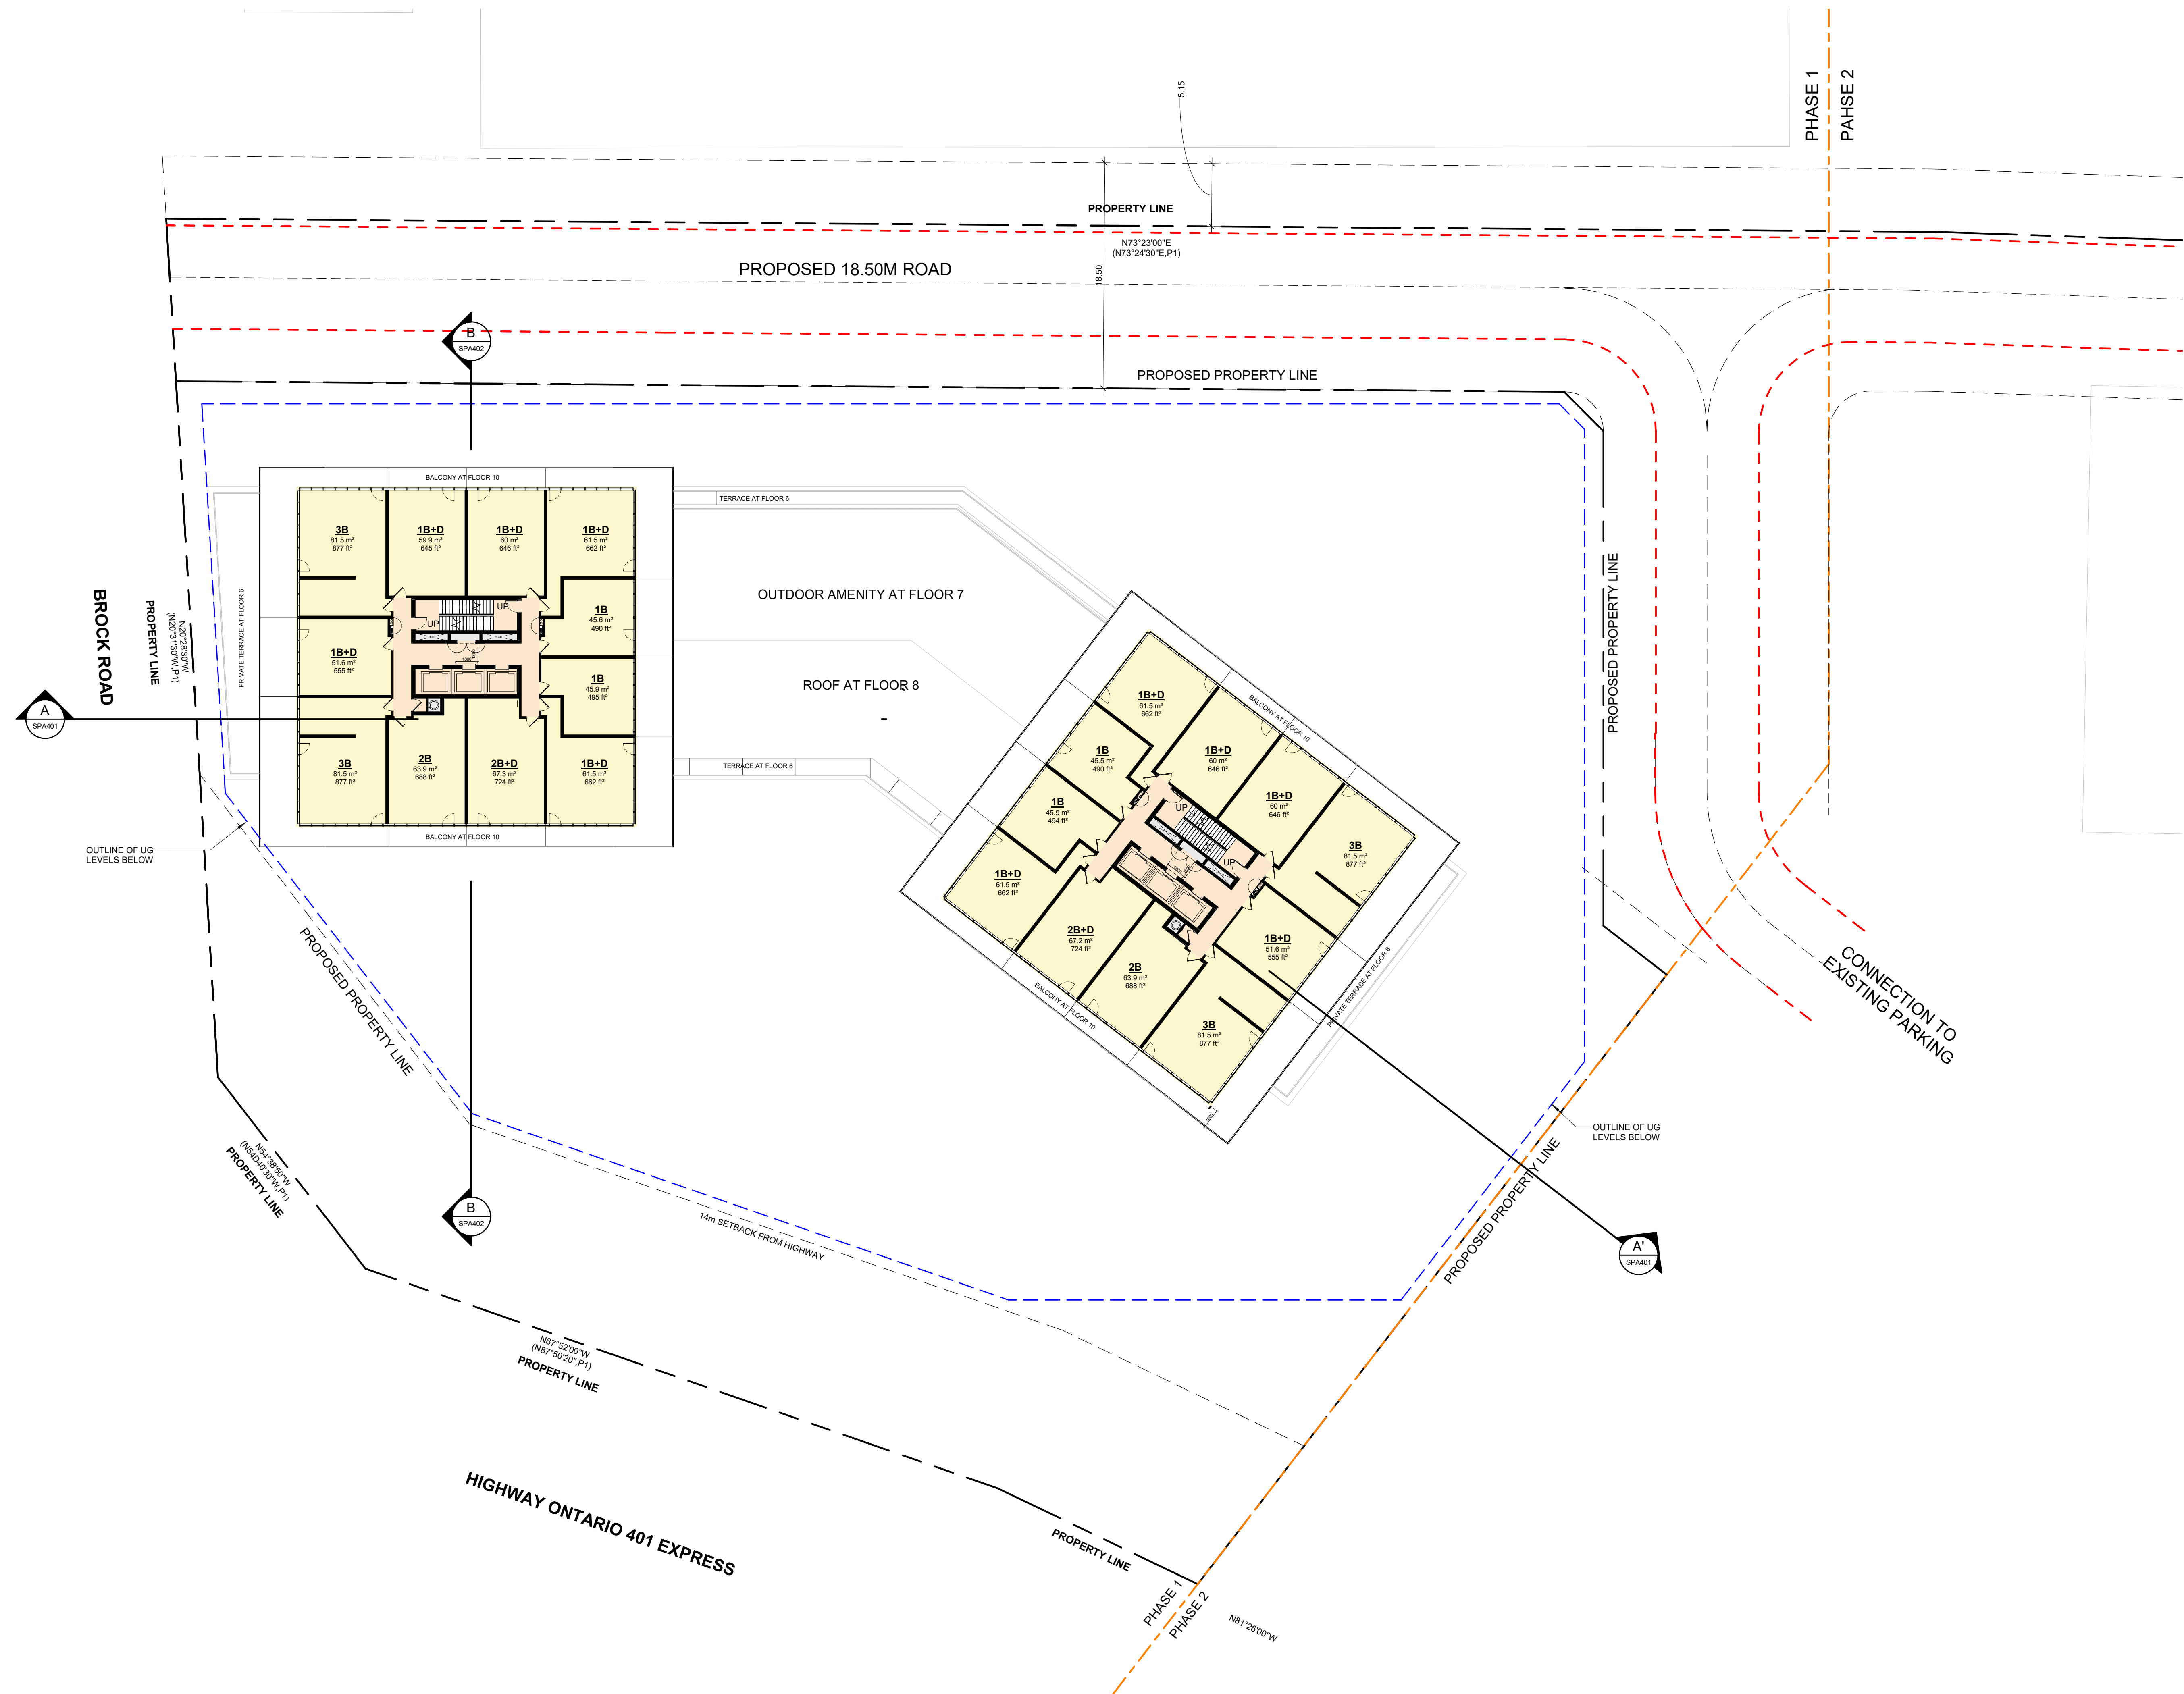 PHASE 1
PAHSE 2
5.15
PROPERTY LINE
N73°23'00"E
(N73°24'30"E,P1)
PROPOSED 18.50M ROAD
18.50
B
SPA402
PROPOSED PROPERTY LINE
BALCONY AT FLOOR 10
TERRACE AT FLOOR 6
3B
81.5 m²
877 ft²
1B+D
59.9 m²
645 ft²
1B+D
60 m²
646 ft²
1B+D
61.5 m²
662 ft²
OUTDOOR AMENITY AT FLOOR 7
BROCK ROAD
PROPERTY LINE
N20°28'30"W
(N20°31'30"W,P1)
PRIVATE TERRACE AT FLOOR 6
UP
UP
1B
45.6 m²
490 ft²
1B+D
51.6 m²
555 ft²
1800
1B
45.9 m²
495 ft²
ROOF AT FLOOR 8
A
SPA401
3B
81.5 m²
877 ft²
2B
63.9 m²
688 ft²
2B+D
67.3 m²
724 ft²
1B+D
61.5 m²
662 ft²
TERRACE AT FLOOR 6
BALCONY AT FLOOR 10
OUTLINE OF UG
LEVELS BELOW
PROPOSED PROPERTY LINE
BALCONY AT FLOOR 10
1B+D
61.5 m²
662 ft²
1B
45.5 m²
490 ft²
1B+D
60 m²
646 ft²
1B
45.9 m²
494 ft²
1B+D
60 m²
646 ft²
UP
UP
3B
81.5 m²
877 ft²
1B+D
61.5 m²
662 ft²
2B+D
67.2 m²
724 ft²
1B+D
51.6 m²
555 ft²
2B
63.9 m²
688 ft²
3B
81.5 m²
877 ft²
BALCONY AT FLOOR 10
PRIVATE TERRACE AT FLOOR 6
CONNECTION TO
EXISTING PARKING
PROPOSED PROPERTY LINE
OUTLINE OF UG
LEVELS BELOW
PROPOSED PROPERTY LINE
N54°38'50"W
(N54D40'30"W,P1)
PROPERTY LINE
B
SPA402
14m SETBACK FROM HIGHWAY
A'
SPA401
N87°52'00"W
(N87°50'20",P1)
PROPERTY LINE
HIGHWAY ONTARIO 401 EXPRESS
PROPERTY LINE
PHASE 1
PHASE 2
N81°26'00"W